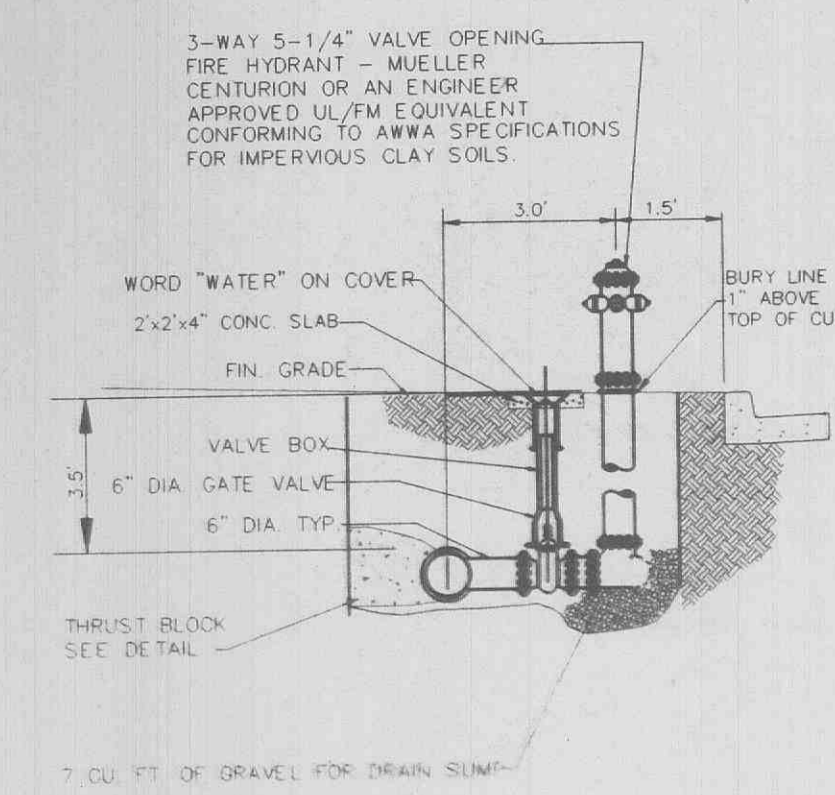 3-WAY 5-1/4" VALVE OPENING
FIRE HYDRANT - MUELLER
CENTURION OR AN ENGINEER
APPROVED UL/FM EQUIVALENT
CONFORMING TO AWWA SPECIFICATIONS
FOR IMPERVIOUS CLAY SOILS.
3.0'
1.5'
WORD "WATER" ON COVER
BURY LINE
1" ABOVE
TOP OF CU
2'x2'x4" CONC. SLAB
FIN. GRADE
VALVE BOX
3.5'
6" DIA. GATE VALVE
6" DIA. TYP.
THRUST BLOCK
SEE DETAIL
7 CU. FT. OF GRAVEL FOR DRAIN SUMP